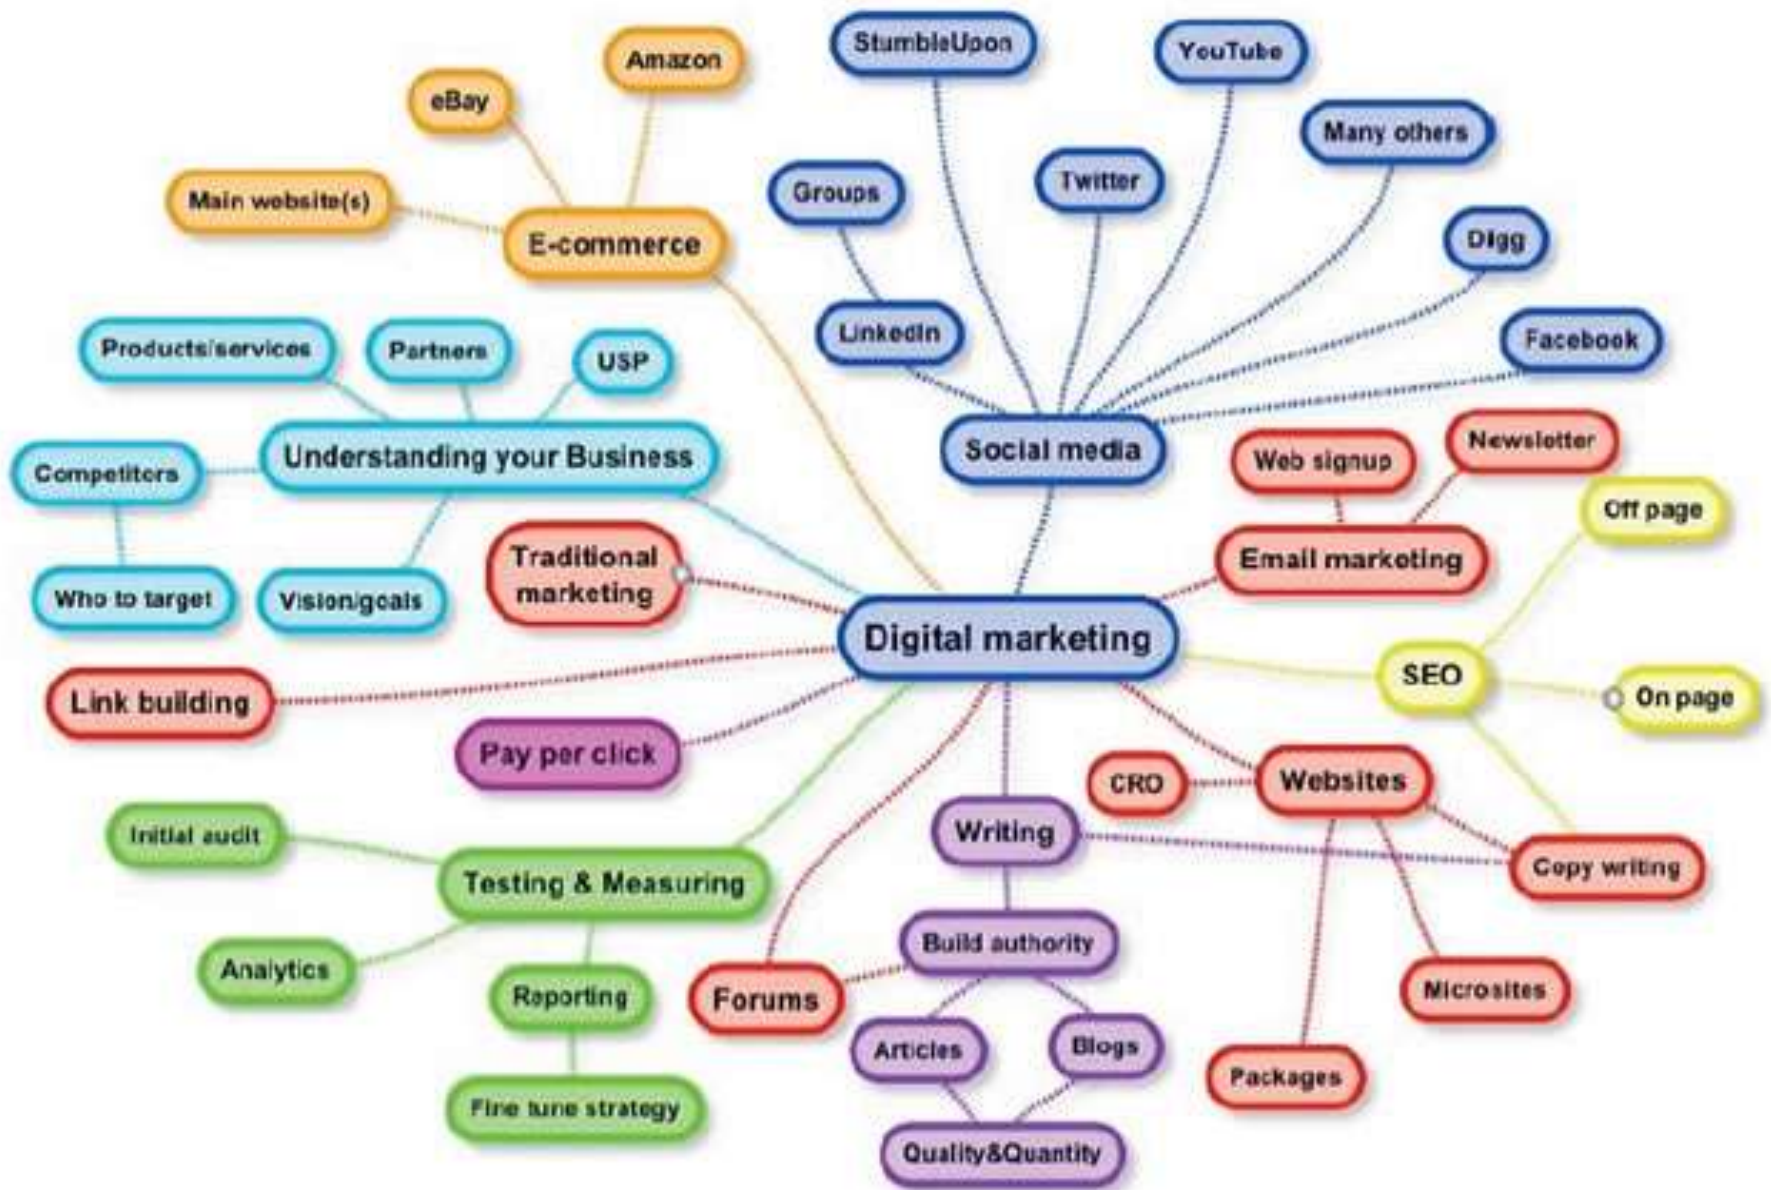 StumbleUpon
YouTube
Amazon
eBay
Many others
Groups
Twitter
Main website(s)
E-commerce
Digg
LinkedIn
Facebook
Products/services
Partners
USP
Social media
Newsletter
Understanding your Business
Web signup
Competitors
Off page
Traditional
marketing
Email marketing
Who to target
Vision/goals
Digital marketing
SEO
On page
Link building
Pay per click
CRO
Websites
Initial audit
Writing
Copy writing
Testing & Measuring
Build authority
Analytics
Reporting
Forums
Microsites
Articles
Blogs
Packages
Fine tune strategy
Quality&Quantity